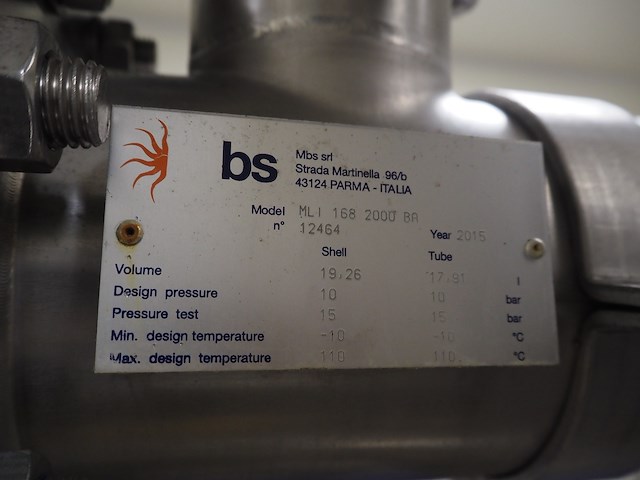 bs
Mbs srl
Strada Martinella 96/b
43124 PARMA - ITALIA
Model MLI 168 2000 BA
n° 12464 Year 2015
Shell Tube
Volume 19,26 17,91 l
Design pressure 10 10 bar
Pressure test 15 15 bar
Min. design temperature -10 -10 °C
Max. design temperature 110 110 °C